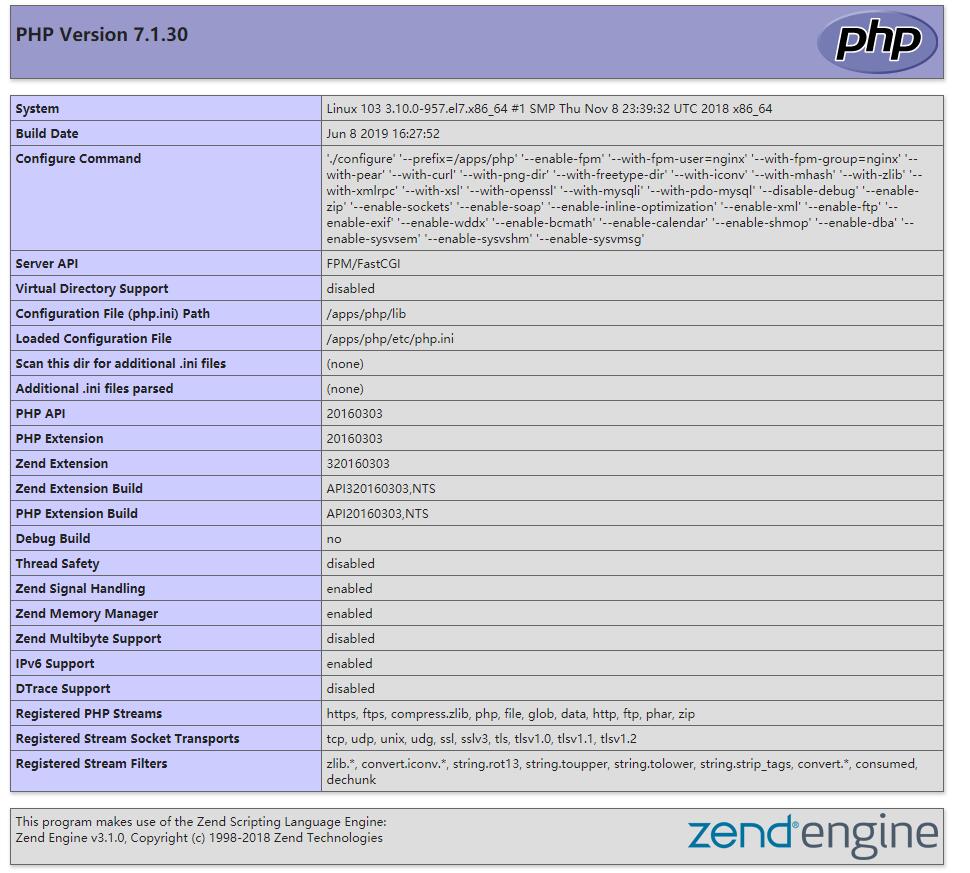 PHP Version 7.1.30
php
System Linux 103 3.10.0-957.el7.x86_64 #1 SMP Thu Nov 8 23:39:32 UTC 2018 x86_64
Build Date Jun 8 2019 16:27:52
Configure Command './configure' '--prefix=/apps/php' '--enable-fpm' '--with-fpm-user=nginx' '--with-fpm-group=nginx' '--
with-pear' '--with-curl' '--with-png-dir' '--with-freetype-dir' '--with-iconv' '--with-mhash' '--with-zlib' '--
with-xmlrpc' '--with-xsl' '--with-openssl' '--with-mysqli' '--with-pdo-mysql' '--disable-debug' '--enable-
zip' '--enable-sockets' '--enable-soap' '--enable-inline-optimization' '--enable-xml' '--enable-ftp' '--
enable-exif' '--enable-wddx' '--enable-bcmath' '--enable-calendar' '--enable-shmop' '--enable-dba' '--
enable-sysvsem' '--enable-sysvshm' '--enable-sysvmsg'
Server API FPM/FastCGI
Virtual Directory Support disabled
Configuration File (php.ini) Path /apps/php/lib
Loaded Configuration File /apps/php/etc/php.ini
Scan this dir for additional .ini files (none)
Additional .ini files parsed (none)
PHP API 20160303
PHP Extension 20160303
Zend Extension 320160303
Zend Extension Build API320160303,NTS
PHP Extension Build API20160303,NTS
Debug Build no
Thread Safety disabled
Zend Signal Handling enabled
Zend Memory Manager enabled
Zend Multibyte Support disabled
IPv6 Support enabled
DTrace Support disabled
Registered PHP Streams https, ftps, compress.zlib, php, file, glob, data, http, ftp, phar, zip
Registered Stream Socket Transports tcp, udp, unix, udg, ssl, sslv3, tls, tlsv1.0, tlsv1.1, tlsv1.2
Registered Stream Filters zlib.*, convert.iconv.*, string.rot13, string.toupper, string.tolower, string.strip_tags, convert.*, consumed,
dechunk
This program makes use of the Zend Scripting Language Engine:
Zend Engine v3.1.0, Copyright (c) 1998-2018 Zend Technologies
zend® engine